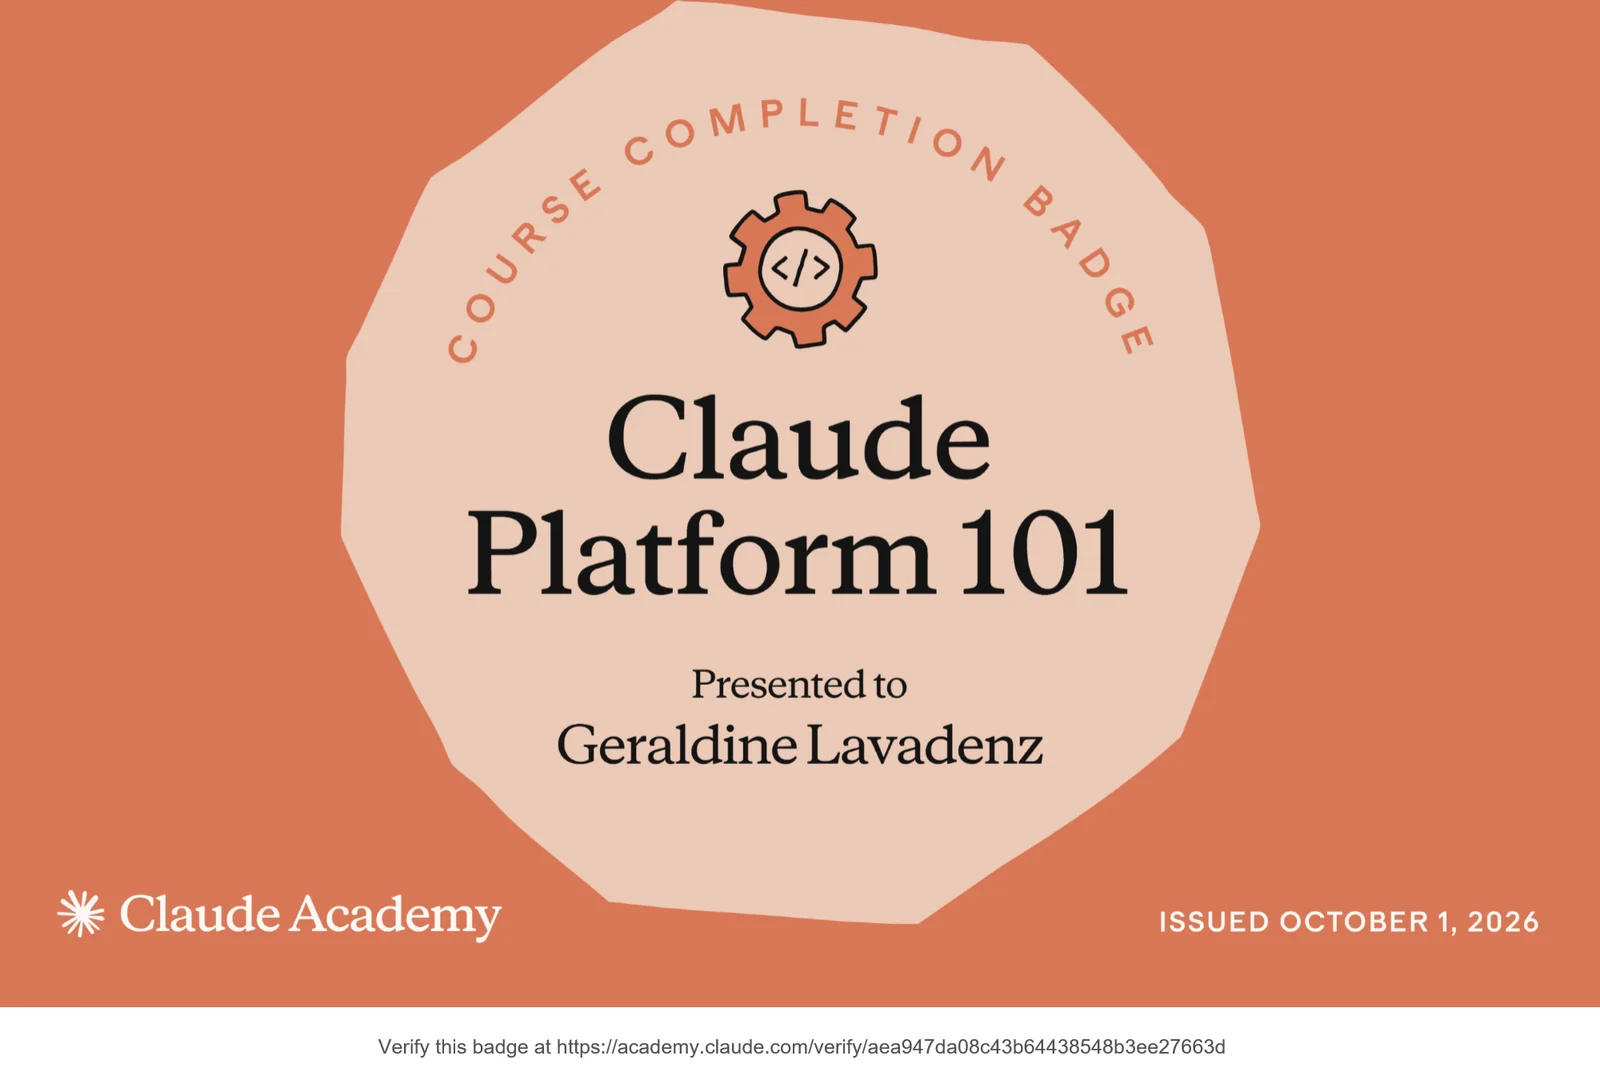 COURSE COMPLETION BADGE
</>
Claude
Platform 101
Presented to
Geraldine Lavadenz
Claude Academy
ISSUED OCTOBER 1, 2026
Verify this badge at https://academy.claude.com/verify/aea947da08c43b64438548b3ee27663d